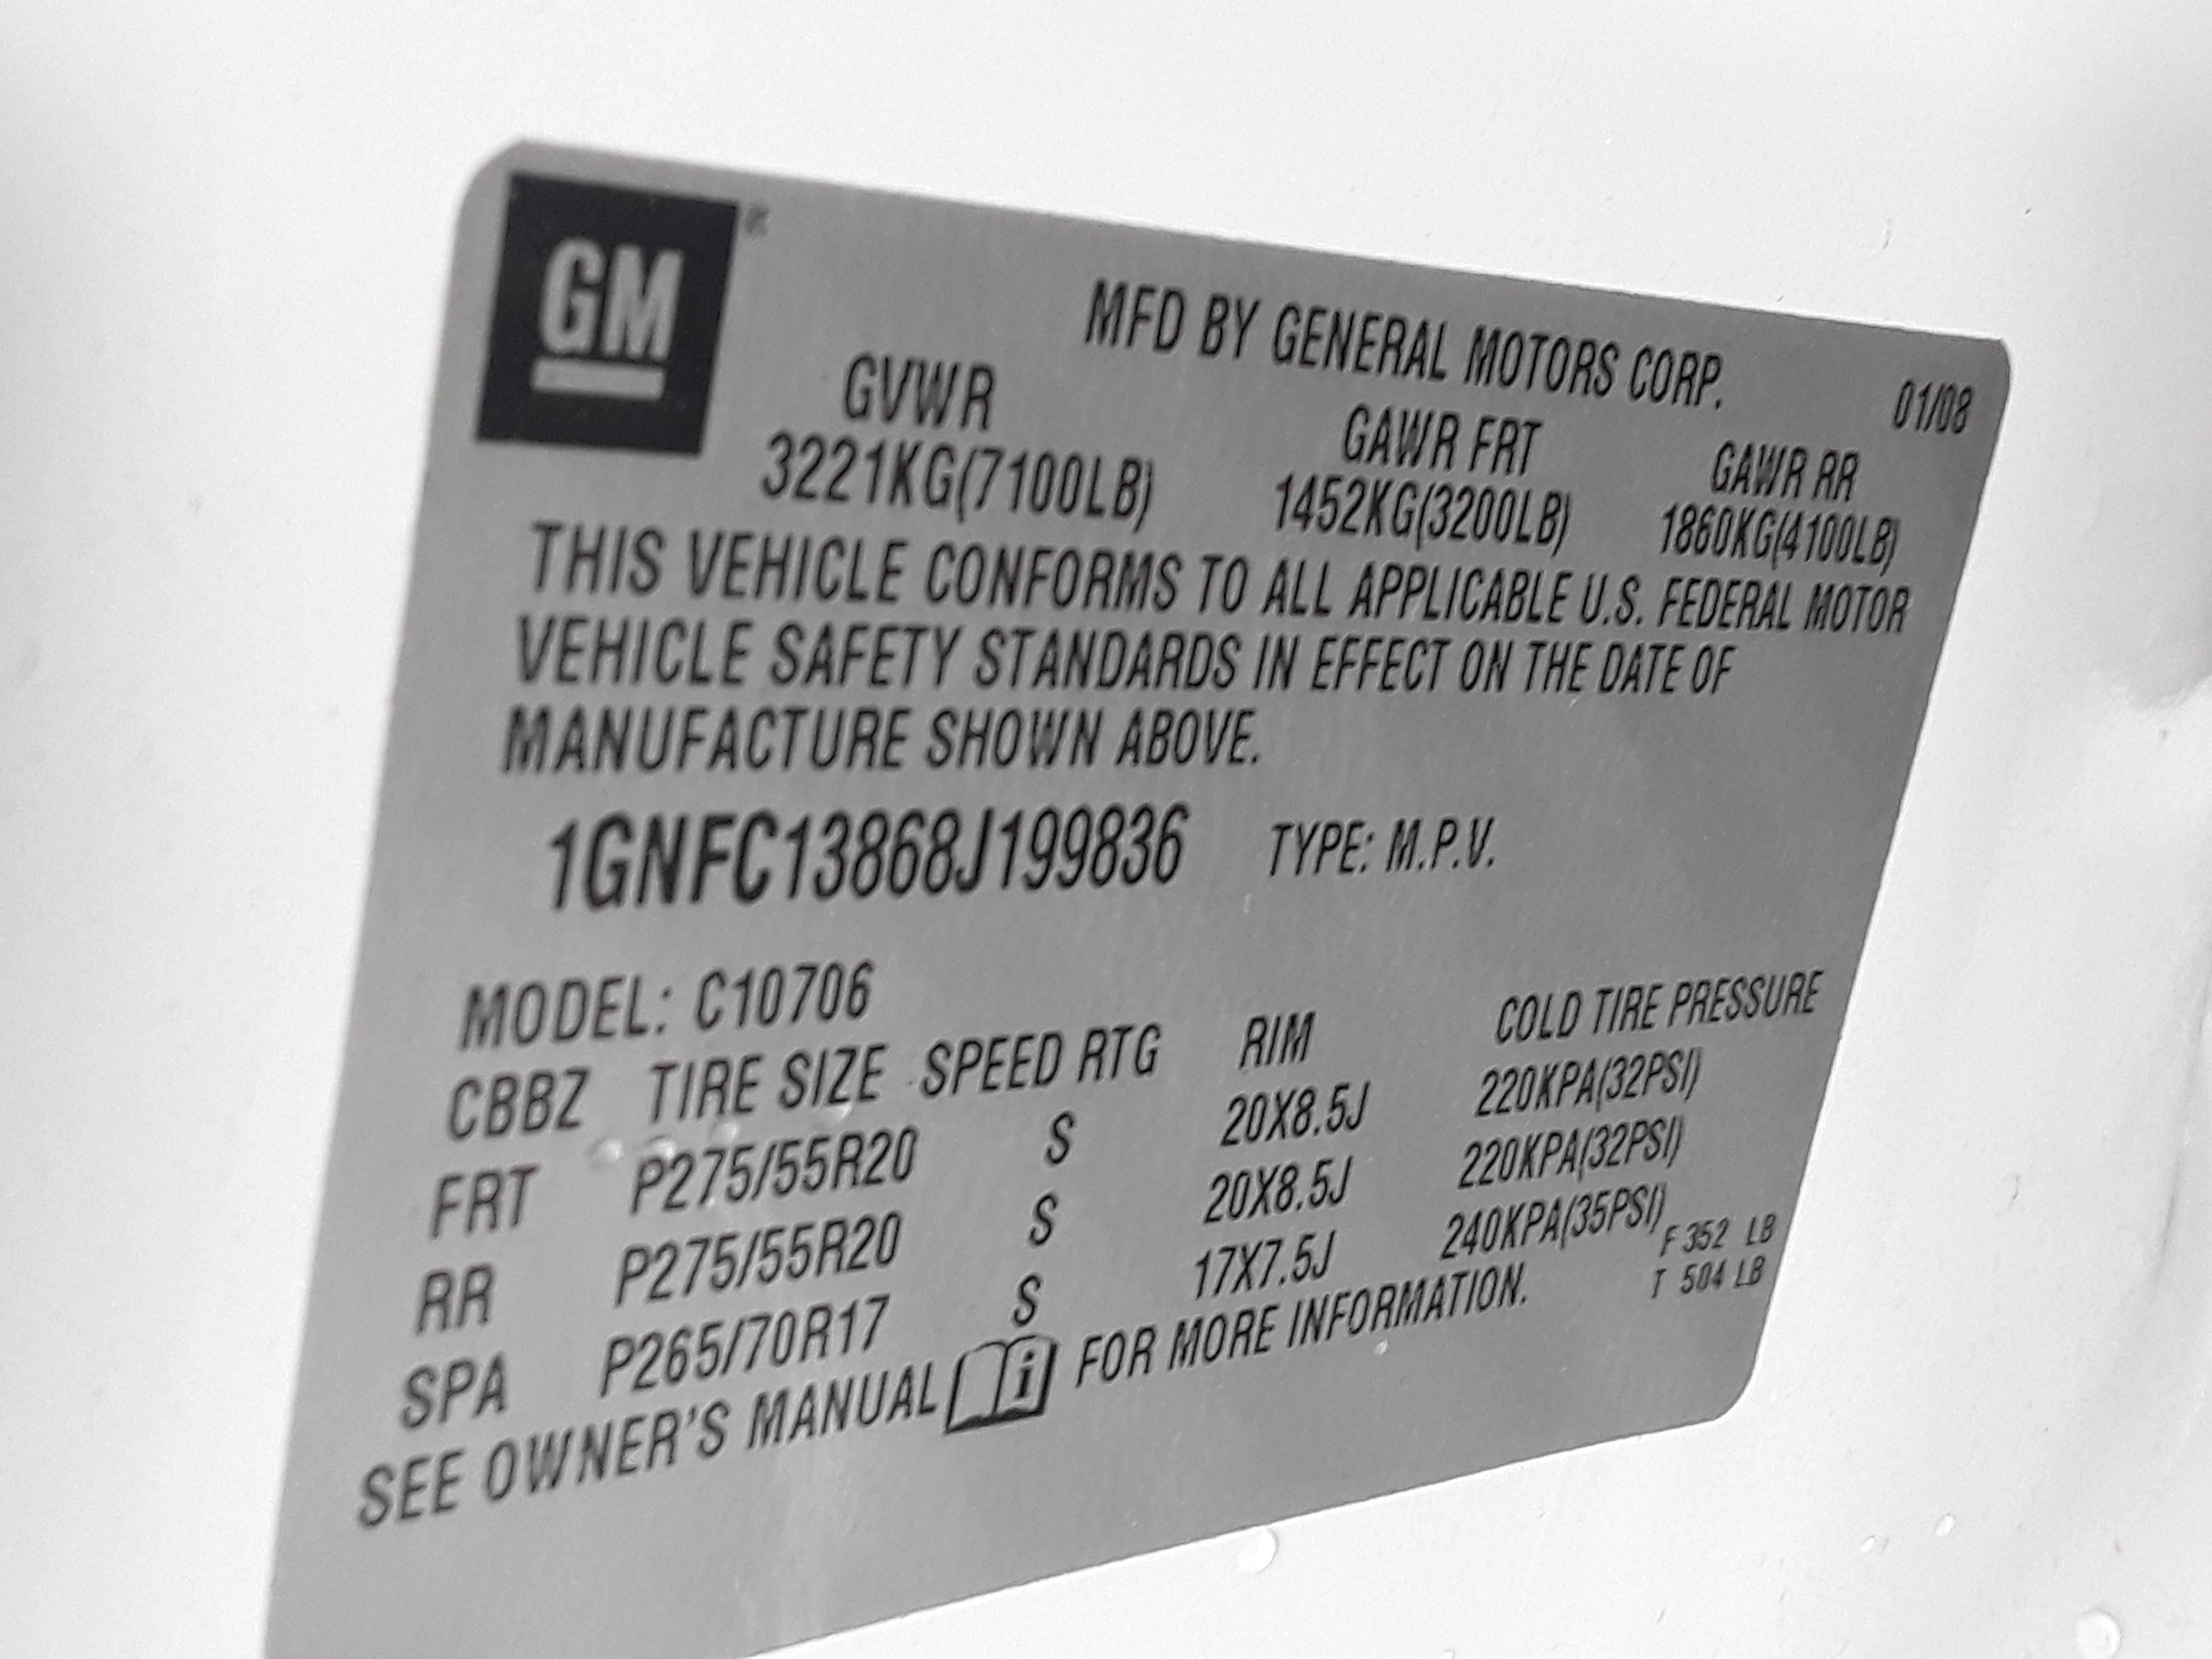 GM
MFD BY GENERAL MOTORS CORP.
01/08
GVWR GAWR FRT GAWR RR
3221KG(7100LB) 1452KG(3200LB) 1860KG(4100LB)
THIS VEHICLE CONFORMS TO ALL APPLICABLE U.S. FEDERAL MOTOR
VEHICLE SAFETY STANDARDS IN EFFECT ON THE DATE OF
MANUFACTURE SHOWN ABOVE.
1GNFC13868J199836 TYPE: M.P.V.
MODEL: C10706
CBBZ TIRE SIZE SPEED RTG RIM COLD TIRE PRESSURE
FRT P275/55R20 S 20X8.5J 220KPA(32PSI)
RR P275/55R20 S 20X8.5J 220KPA(32PSI)
SPA P265/70R17 S 17X7.5J 240KPA(35PSI)
F 352 LB
T 504 LB
SEE OWNER'S MANUAL i FOR MORE INFORMATION.